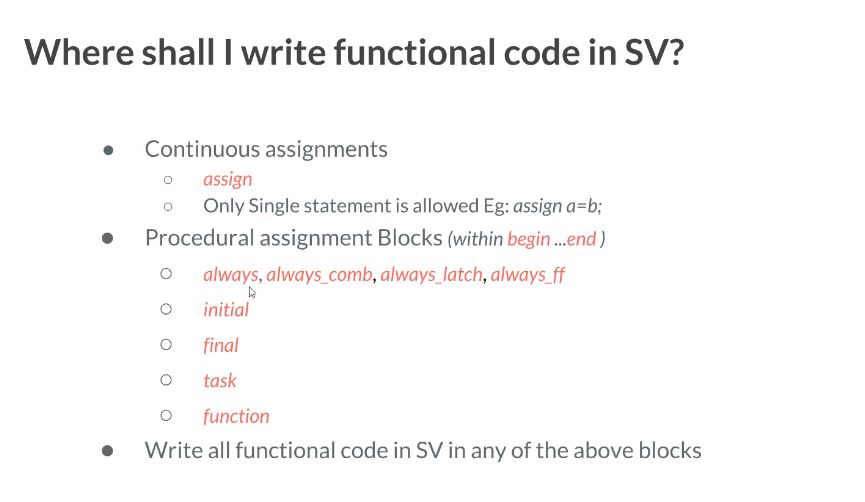 Where shall I write functional code in SV?
● Continuous assignments
○ assign
○ Only Single statement is allowed Eg: assign a=b;
● Procedural assignment Blocks (within begin ...end )
○ always, always_comb, always_latch, always_ff
○ initial
○ final
○ task
○ function
● Write all functional code in SV in any of the above blocks